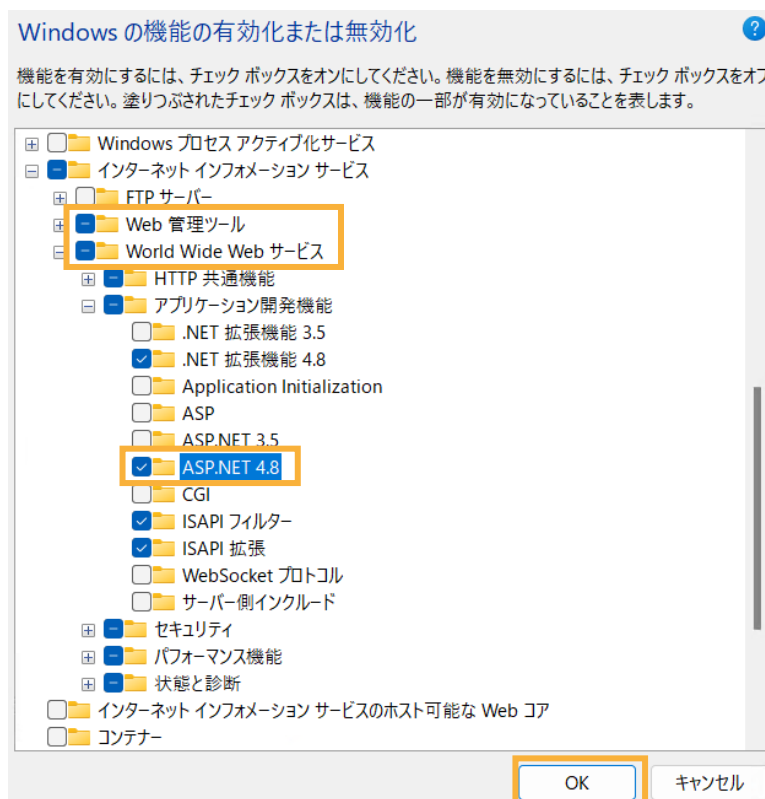 Windows の機能の有効化または無効化
?
機能を有効にするには、チェック ボックスをオンにしてください。機能を無効にするには、チェック ボックスをオフ
にしてください。塗りつぶされたチェック ボックスは、機能の一部が有効になっていることを表します。
Windows プロセス アクティブ化サービス
インターネット インフォメーション サービス
FTP サーバー
Web 管理ツール
World Wide Web サービス
HTTP 共通機能
アプリケーション開発機能
.NET 拡張機能 3.5
.NET 拡張機能 4.8
Application Initialization
ASP
ASP.NET 3.5
ASP.NET 4.8
CGI
ISAPI フィルター
ISAPI 拡張
WebSocket プロトコル
サーバー側インクルード
セキュリティ
パフォーマンス機能
状態と診断
インターネット インフォメーション サービスのホスト可能な Web コア
コンテナー
OK キャンセル